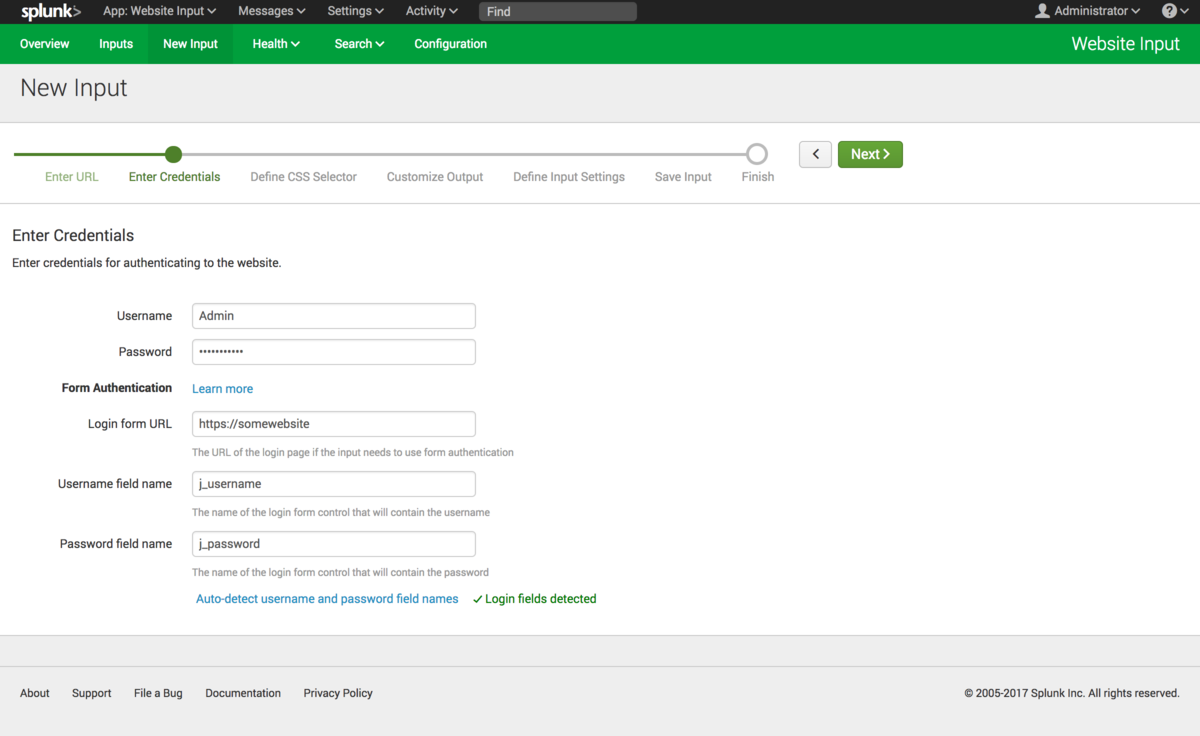 splunk> App: Website Input Messages Settings Activity Find Administrator ?
Overview Inputs New Input Health Search Configuration Website Input
New Input
Next
Enter URL Enter Credentials Define CSS Selector Customize Output Define Input Settings Save Input Finish
Enter Credentials
Enter credentials for authenticating to the website.
Username Admin
Password •••••••••••
Form Authentication Learn more
Login form URL https://somewebsite
The URL of the login page if the input needs to use form authentication
Username field name j_username
The name of the login form control that will contain the username
Password field name j_password
The name of the login form control that will contain the password
Auto-detect username and password field names ✓ Login fields detected
About Support File a Bug Documentation Privacy Policy © 2005-2017 Splunk Inc. All rights reserved.